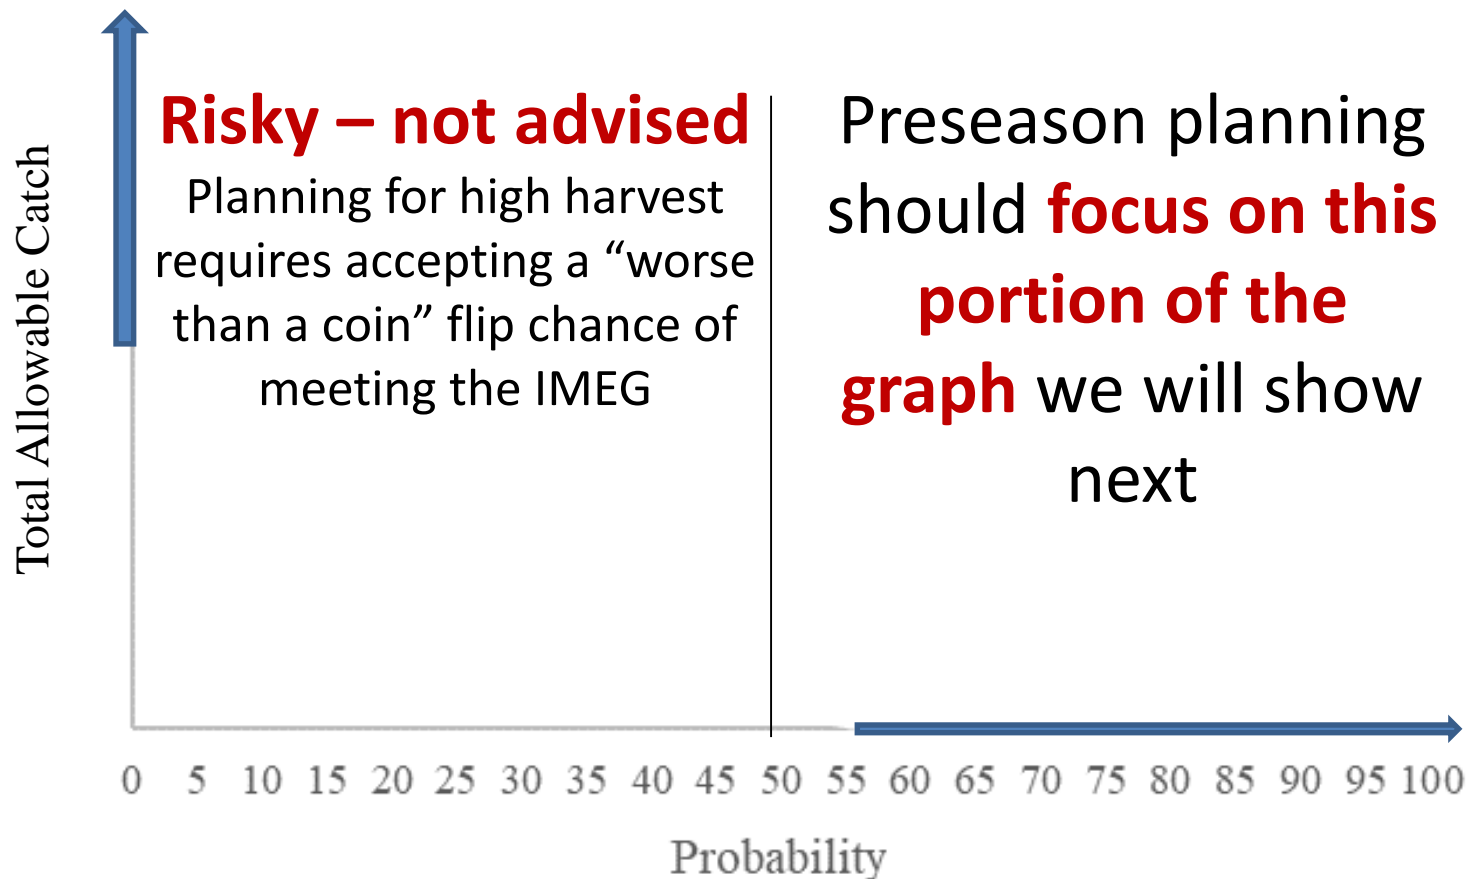 Total Allowable Catch
Risky – not advised
Planning for high harvest
requires accepting a “worse
than a coin” flip chance of
meeting the IMEG
Preseason planning
should focus on this
portion of the
graph we will show
next
0 5 10 15 20 25 30 35 40 45 50 55 60 65 70 75 80 85 90 95 100
Probability